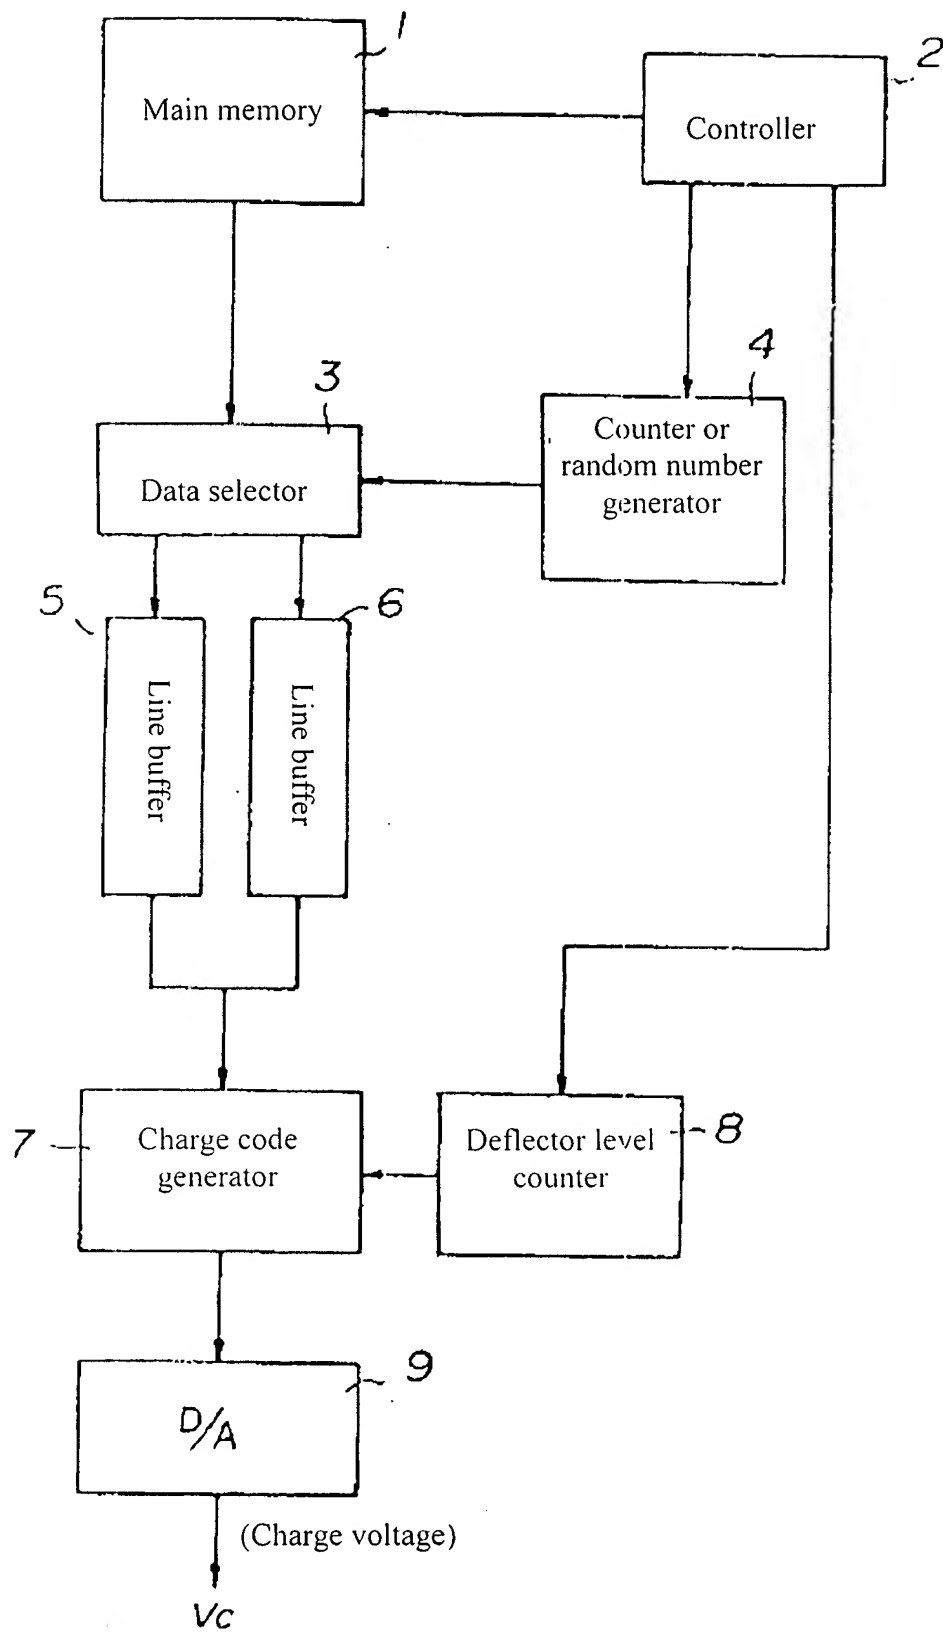 1
Main memory
2
Controller
3
Data selector
4
Counter or
random number
generator
5
Line buffer
6
Line buffer
7
Charge code
generator
8
Deflector level
counter
9
D/A
(Charge voltage)
Vc